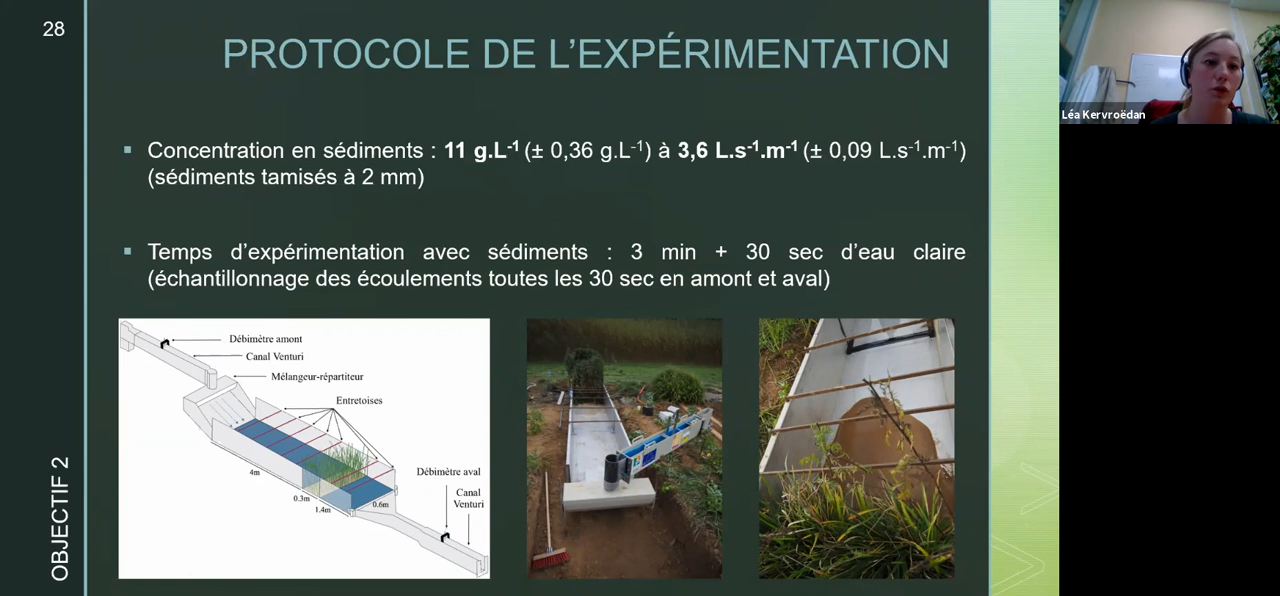 28
PROTOCOLE DE L'EXPÉRIMENTATION
▪ Concentration en sédiments : 11 g.L⁻¹ (± 0,36 g.L⁻¹) à 3,6 L.s⁻¹.m⁻¹ (± 0,09 L.s⁻¹.m⁻¹)
(sédiments tamisés à 2 mm)
▪ Temps d'expérimentation avec sédiments : 3 min + 30 sec d'eau claire
(échantillonnage des écoulements toutes les 30 sec en amont et aval)
Débimètre amont
Canal Venturi
Mélangeur-répartiteur
Entretoises
4m
0.3m
1.4m
0.6m
Débimètre aval
Canal
Venturi
OBJECTIF 2
Léa Kervroëdan